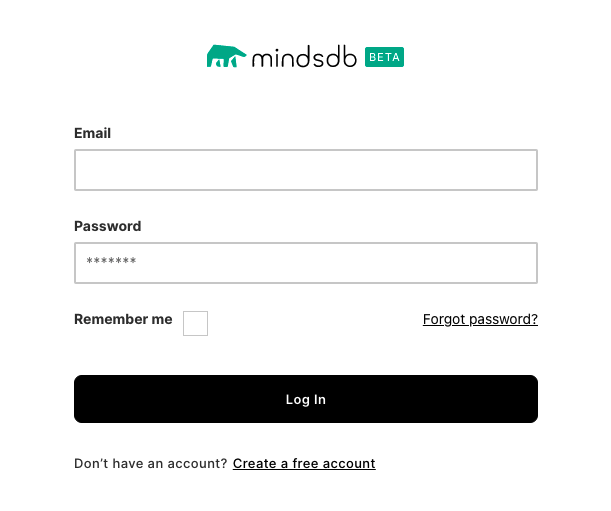 mindsdb BETA
Email
Password
*******
Remember me Forgot password?
Log In
Don’t have an account? Create a free account